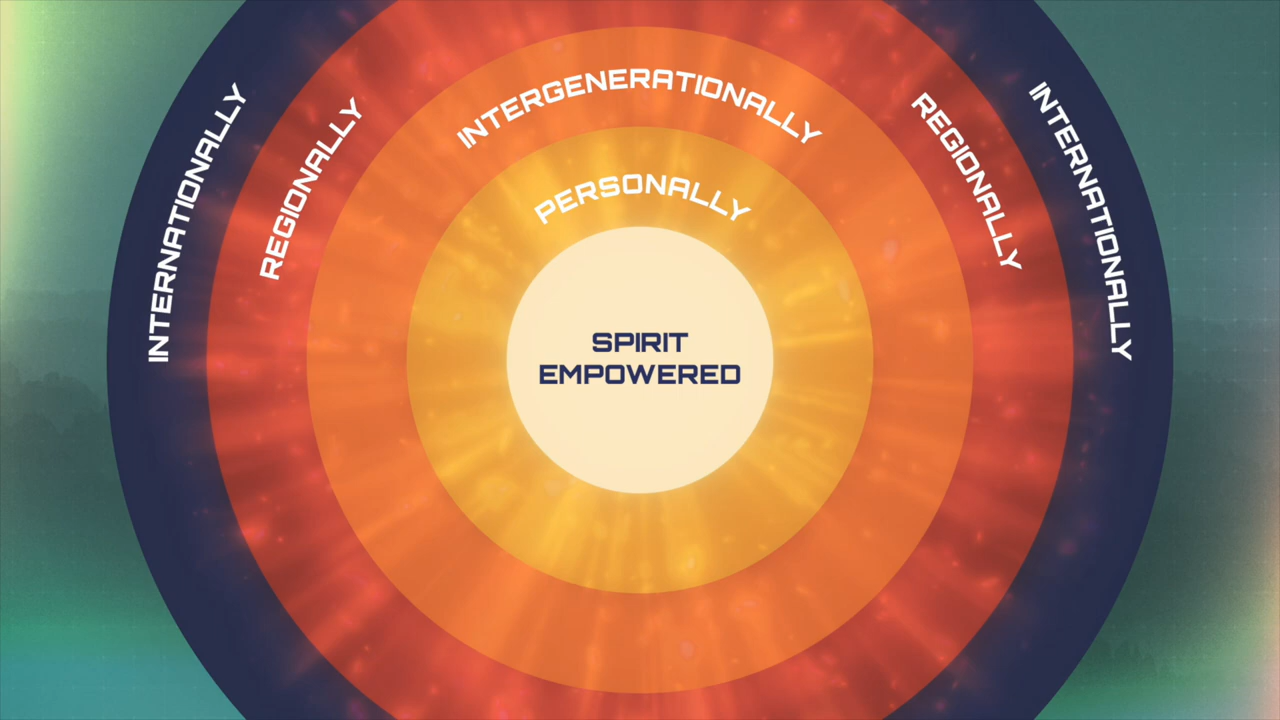 INTERNATIONALLY
REGIONALLY
INTERGENERATIONALLY
PERSONALLY
SPIRIT
EMPOWERED
REGIONALLY
INTERNATIONALLY